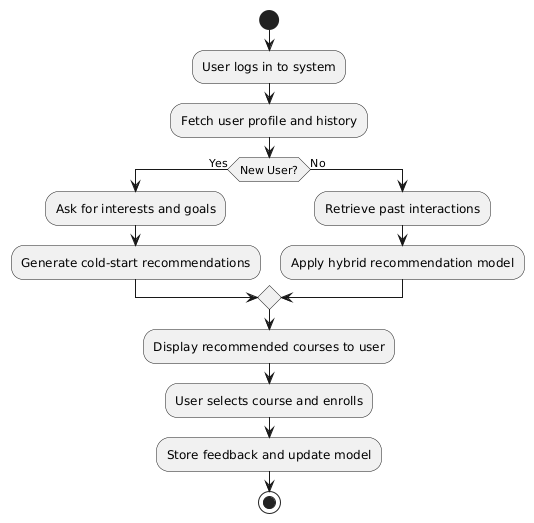 User logs in to system
Fetch user profile and history
Yes
New User?
No
Ask for interests and goals
Retrieve past interactions
Generate cold-start recommendations
Apply hybrid recommendation model
Display recommended courses to user
User selects course and enrolls
Store feedback and update model